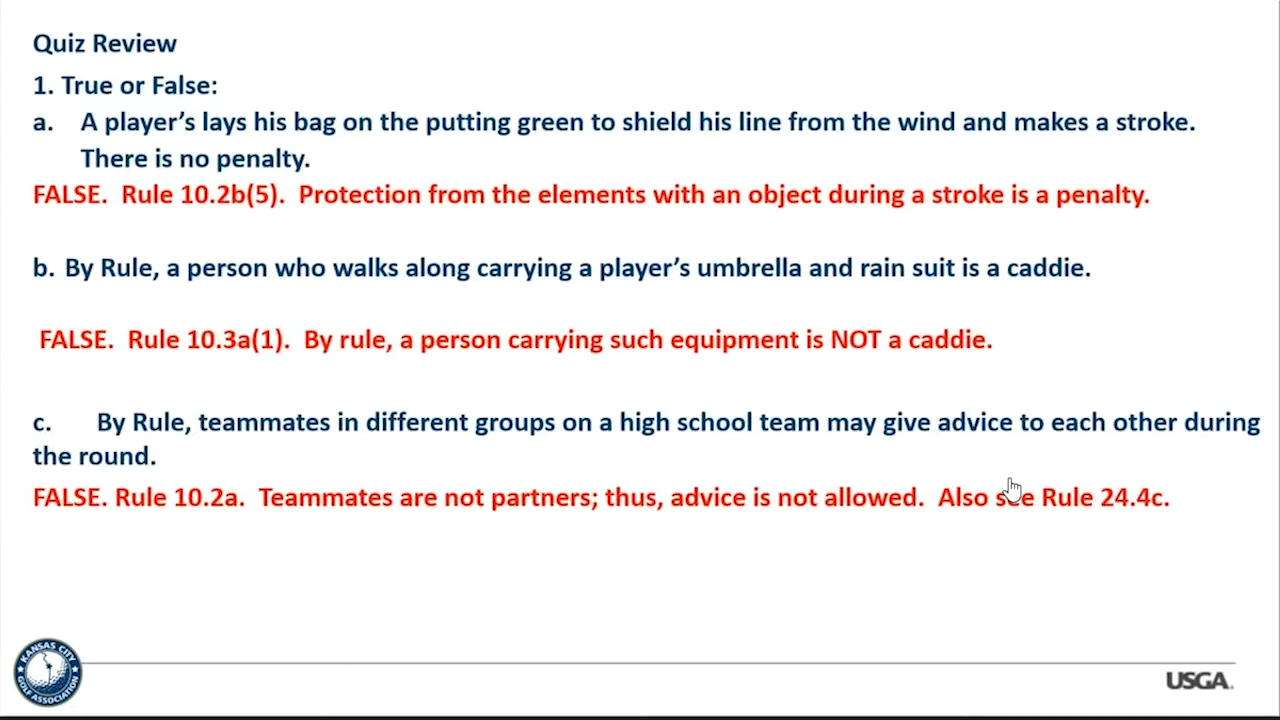 Quiz Review
1. True or False:
a. A player's lays his bag on the putting green to shield his line from the wind and makes a stroke.
There is no penalty.
FALSE. Rule 10.2b(5). Protection from the elements with an object during a stroke is a penalty.
b. By Rule, a person who walks along carrying a player's umbrella and rain suit is a caddie.
FALSE. Rule 10.3a(1). By rule, a person carrying such equipment is NOT a caddie.
c. By Rule, teammates in different groups on a high school team may give advice to each other during
the round.
FALSE. Rule 10.2a. Teammates are not partners; thus, advice is not allowed. Also see Rule 24.4c.
KANSAS CITY
GOLF ASSOCIATION
USGA.